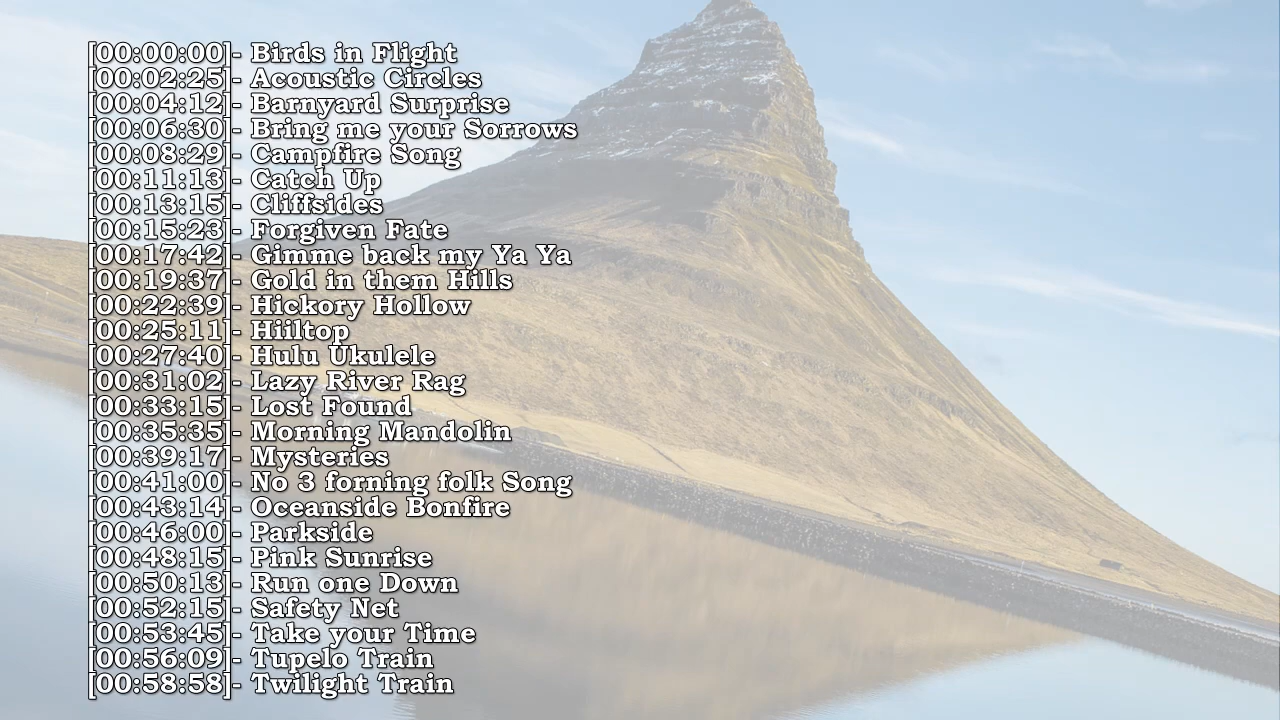 [00:00:00]- Birds in Flight
[00:02:25]- Acoustic Circles
[00:04:12]- Barnyard Surprise
[00:06:30]- Bring me your Sorrows
[00:08:29]- Campfire Song
[00:11:13]- Catch Up
[00:13:15]- Cliffsides
[00:15:23]- Forgiven Fate
[00:17:42]- Gimme back my Ya Ya
[00:19:37]- Gold in them Hills
[00:22:39]- Hickory Hollow
[00:25:11]- Hiiltop
[00:27:40]- Hulu Ukulele
[00:31:02]- Lazy River Rag
[00:33:15]- Lost Found
[00:35:35]- Morning Mandolin
[00:39:17]- Mysteries
[00:41:00]- No 3 forning folk Song
[00:43:14]- Oceanside Bonfire
[00:46:00]- Parkside
[00:48:15]- Pink Sunrise
[00:50:13]- Run one Down
[00:52:15]- Safety Net
[00:53:45]- Take your Time
[00:56:09]- Tupelo Train
[00:58:58]- Twilight Train